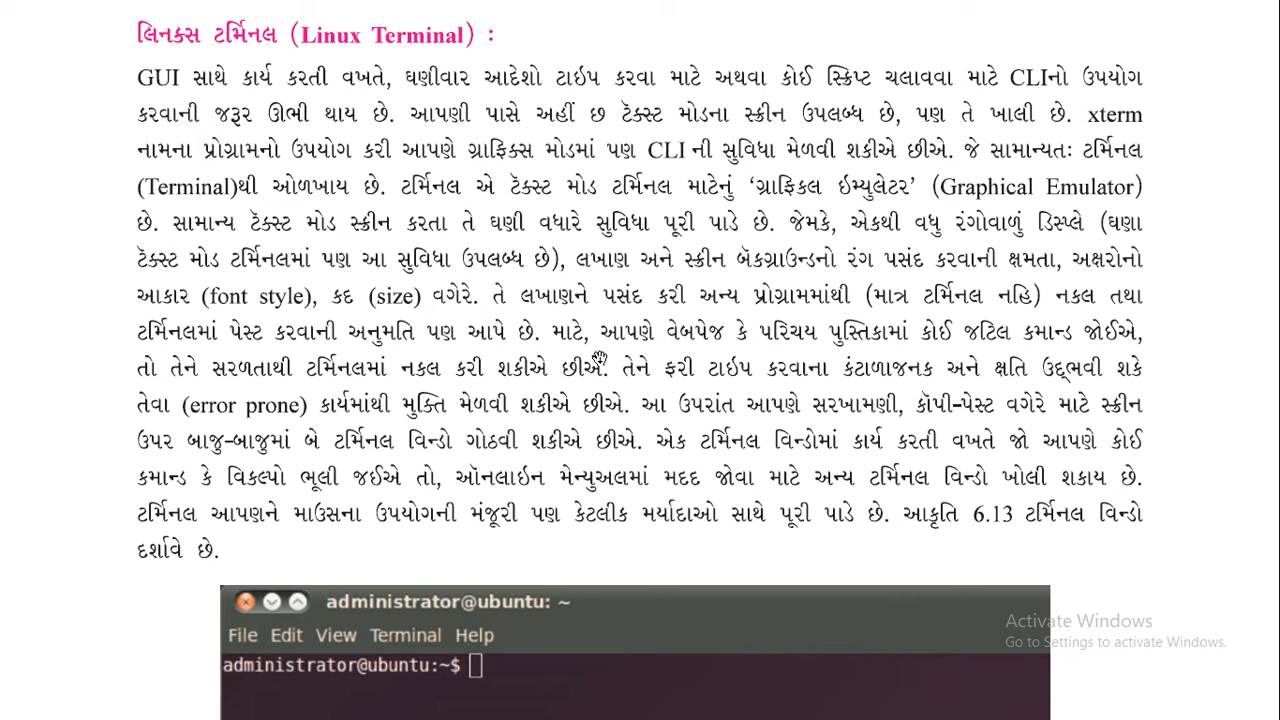 લિનક્સ ટર્મિનલ (Linux Terminal) :
GUI સાથે કાર્ય કરતી વખતે, ઘણીવાર આદેશો ટાઇપ કરવા માટે અથવા કોઈ સ્ક્રિપ્ટ ચલાવવા માટે CLIનો ઉપયોગ
કરવાની જરૂર ઊભી થાય છે. આપણી પાસે અહીં છ ટૅક્સ્ટ મોડના સ્ક્રીન ઉપલબ્ધ છે, પણ તે ખાલી છે. xterm
નામના પ્રોગ્રામનો ઉપયોગ કરી આપણે ગ્રાફિક્સ મોડમાં પણ CLI ની સુવિધા મેળવી શકીએ છીએ. જે સામાન્યતઃ ટર્મિનલ
(Terminal)થી ઓળખાય છે. ટર્મિનલ એ ટૅક્સ્ટ મોડ ટર્મિનલ માટેનું ‘ગ્રાફિકલ ઇમ્યુલેટર’ (Graphical Emulator)
છે. સામાન્ય ટૅક્સ્ટ મોડ સ્ક્રીન કરતા તે ઘણી વધારે સુવિધા પૂરી પાડે છે. જેમકે, એકથી વધુ રંગોવાળું ડિસ્પ્લે (ઘણા
ટૅક્સ્ટ મોડ ટર્મિનલમાં પણ આ સુવિધા ઉપલબ્ધ છે), લખાણ અને સ્ક્રીન બૅકગ્રાઉન્ડનો રંગ પસંદ કરવાની ક્ષમતા, અક્ષરોનો
આકાર (font style), કદ (size) વગેરે. તે લખાણને પસંદ કરી અન્ય પ્રોગ્રામમાંથી (માત્ર ટર્મિનલ નહિ) નકલ તથા
ટર્મિનલમાં પેસ્ટ કરવાની અનુમતિ પણ આપે છે. માટે, આપણે વેબપેજ કે પરિચય પુસ્તિકામાં કોઈ જટિલ કમાન્ડ જોઈએ,
તો તેને સરળતાથી ટર્મિનલમાં નકલ કરી શકીએ છીએ. તેને ફરી ટાઇપ કરવાના કંટાળાજનક અને ક્ષતિ ઉદ્‌ભવી શકે
તેવા (error prone) કાર્યમાંથી મુક્તિ મેળવી શકીએ છીએ. આ ઉપરાંત આપણે સરખામણી, કૉપી-પેસ્ટ વગેરે માટે સ્ક્રીન
ઉપર બાજુ-બાજુમાં બે ટર્મિનલ વિન્ડો ગોઠવી શકીએ છીએ. એક ટર્મિનલ વિન્ડોમાં કાર્ય કરતી વખતે જો આપણે કોઈ
કમાન્ડ કે વિકલ્પો ભૂલી જઈએ તો, ઑનલાઇન મેન્યુઅલમાં મદદ જોવા માટે અન્ય ટર્મિનલ વિન્ડો ખોલી શકાય છે.
ટર્મિનલ આપણને માઉસના ઉપયોગની મંજૂરી પણ કેટલીક મર્યાદાઓ સાથે પૂરી પાડે છે. આકૃતિ 6.13 ટર્મિનલ વિન્ડો
દર્શાવે છે.
administrator@ubuntu: ~
File Edit View Terminal Help
administrator@ubuntu:~$
Activate Windows
Go to Settings to activate Windows.